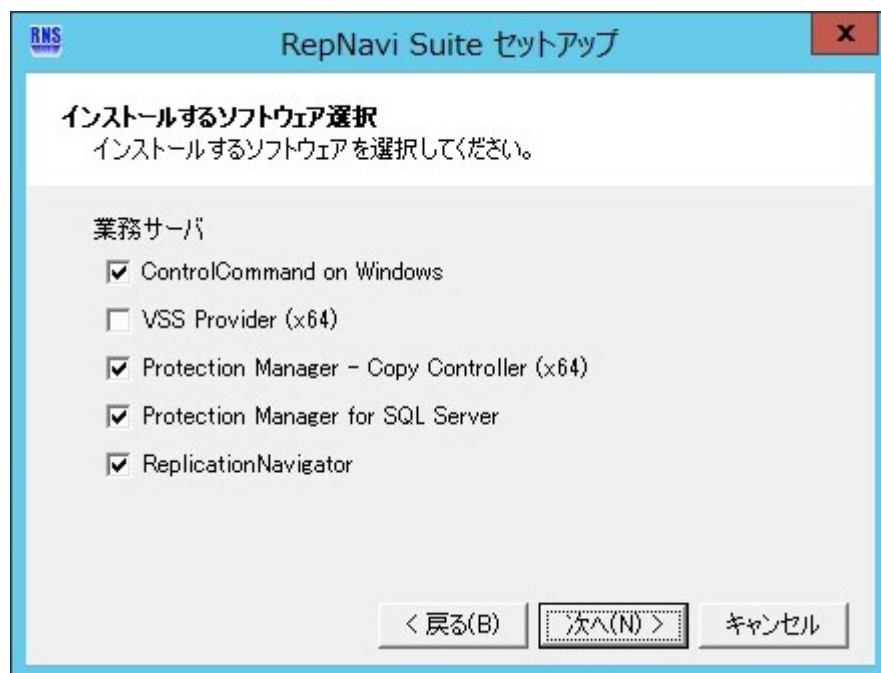 RNS
RepNavi Suite セットアップ
x
インストールするソフトウェア選択
インストールするソフトウェアを選択してください。
業務サーバ
ControlCommand on Windows
VSS Provider (x64)
Protection Manager - Copy Controller (x64)
Protection Manager for SQL Server
ReplicationNavigator
< 戻る(B)
次へ(N) >
キャンセル